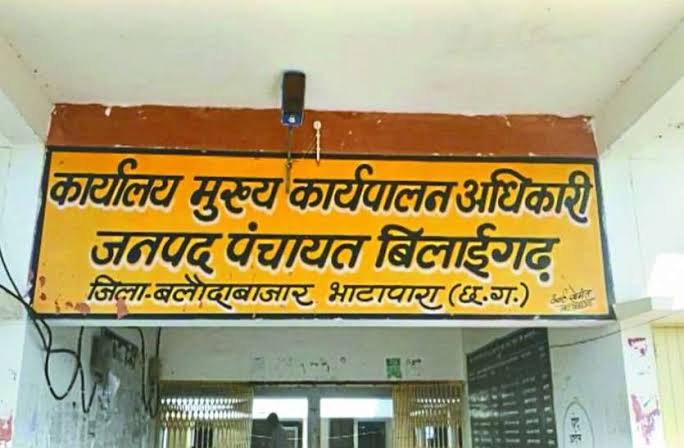 कार्यालय मुख्य कार्यपालन अधिकारी
जनपद पंचायत बिलाईगढ़
जिला-बलौदाबाजार भाटापारा (छ.ग.)